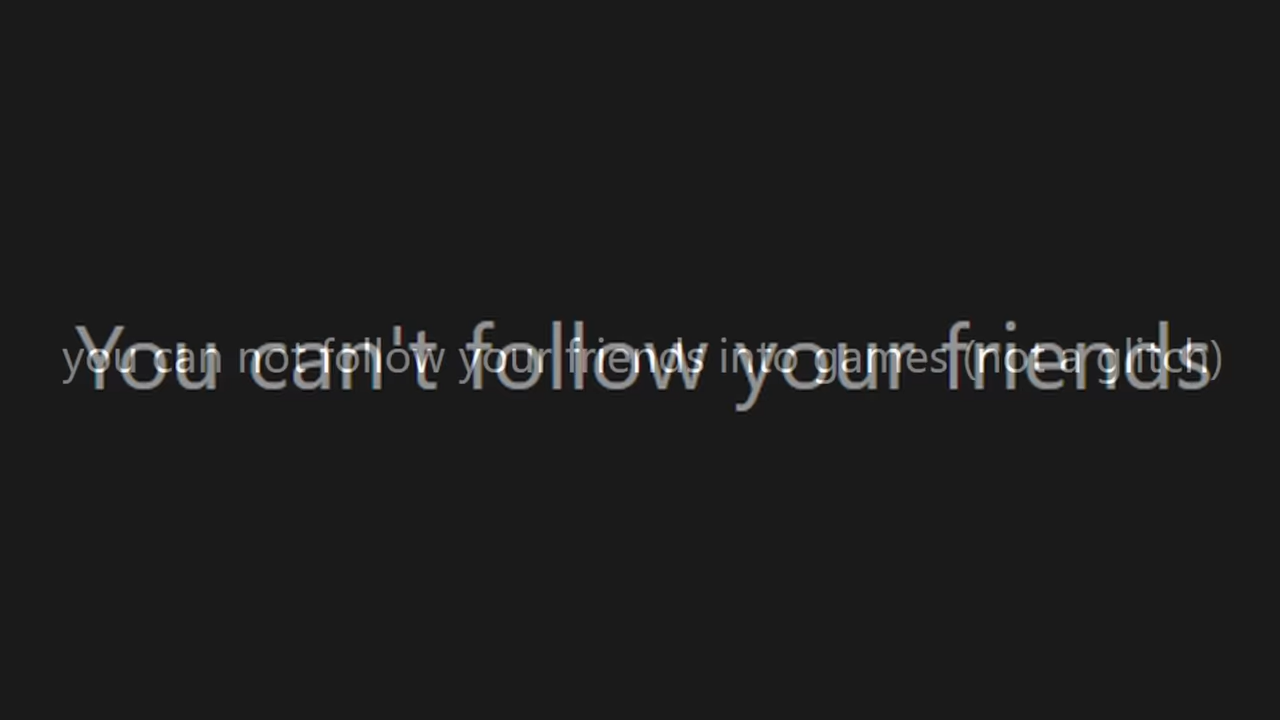 You can't follow your friends
you can not follow your friends into games (not a glitch)